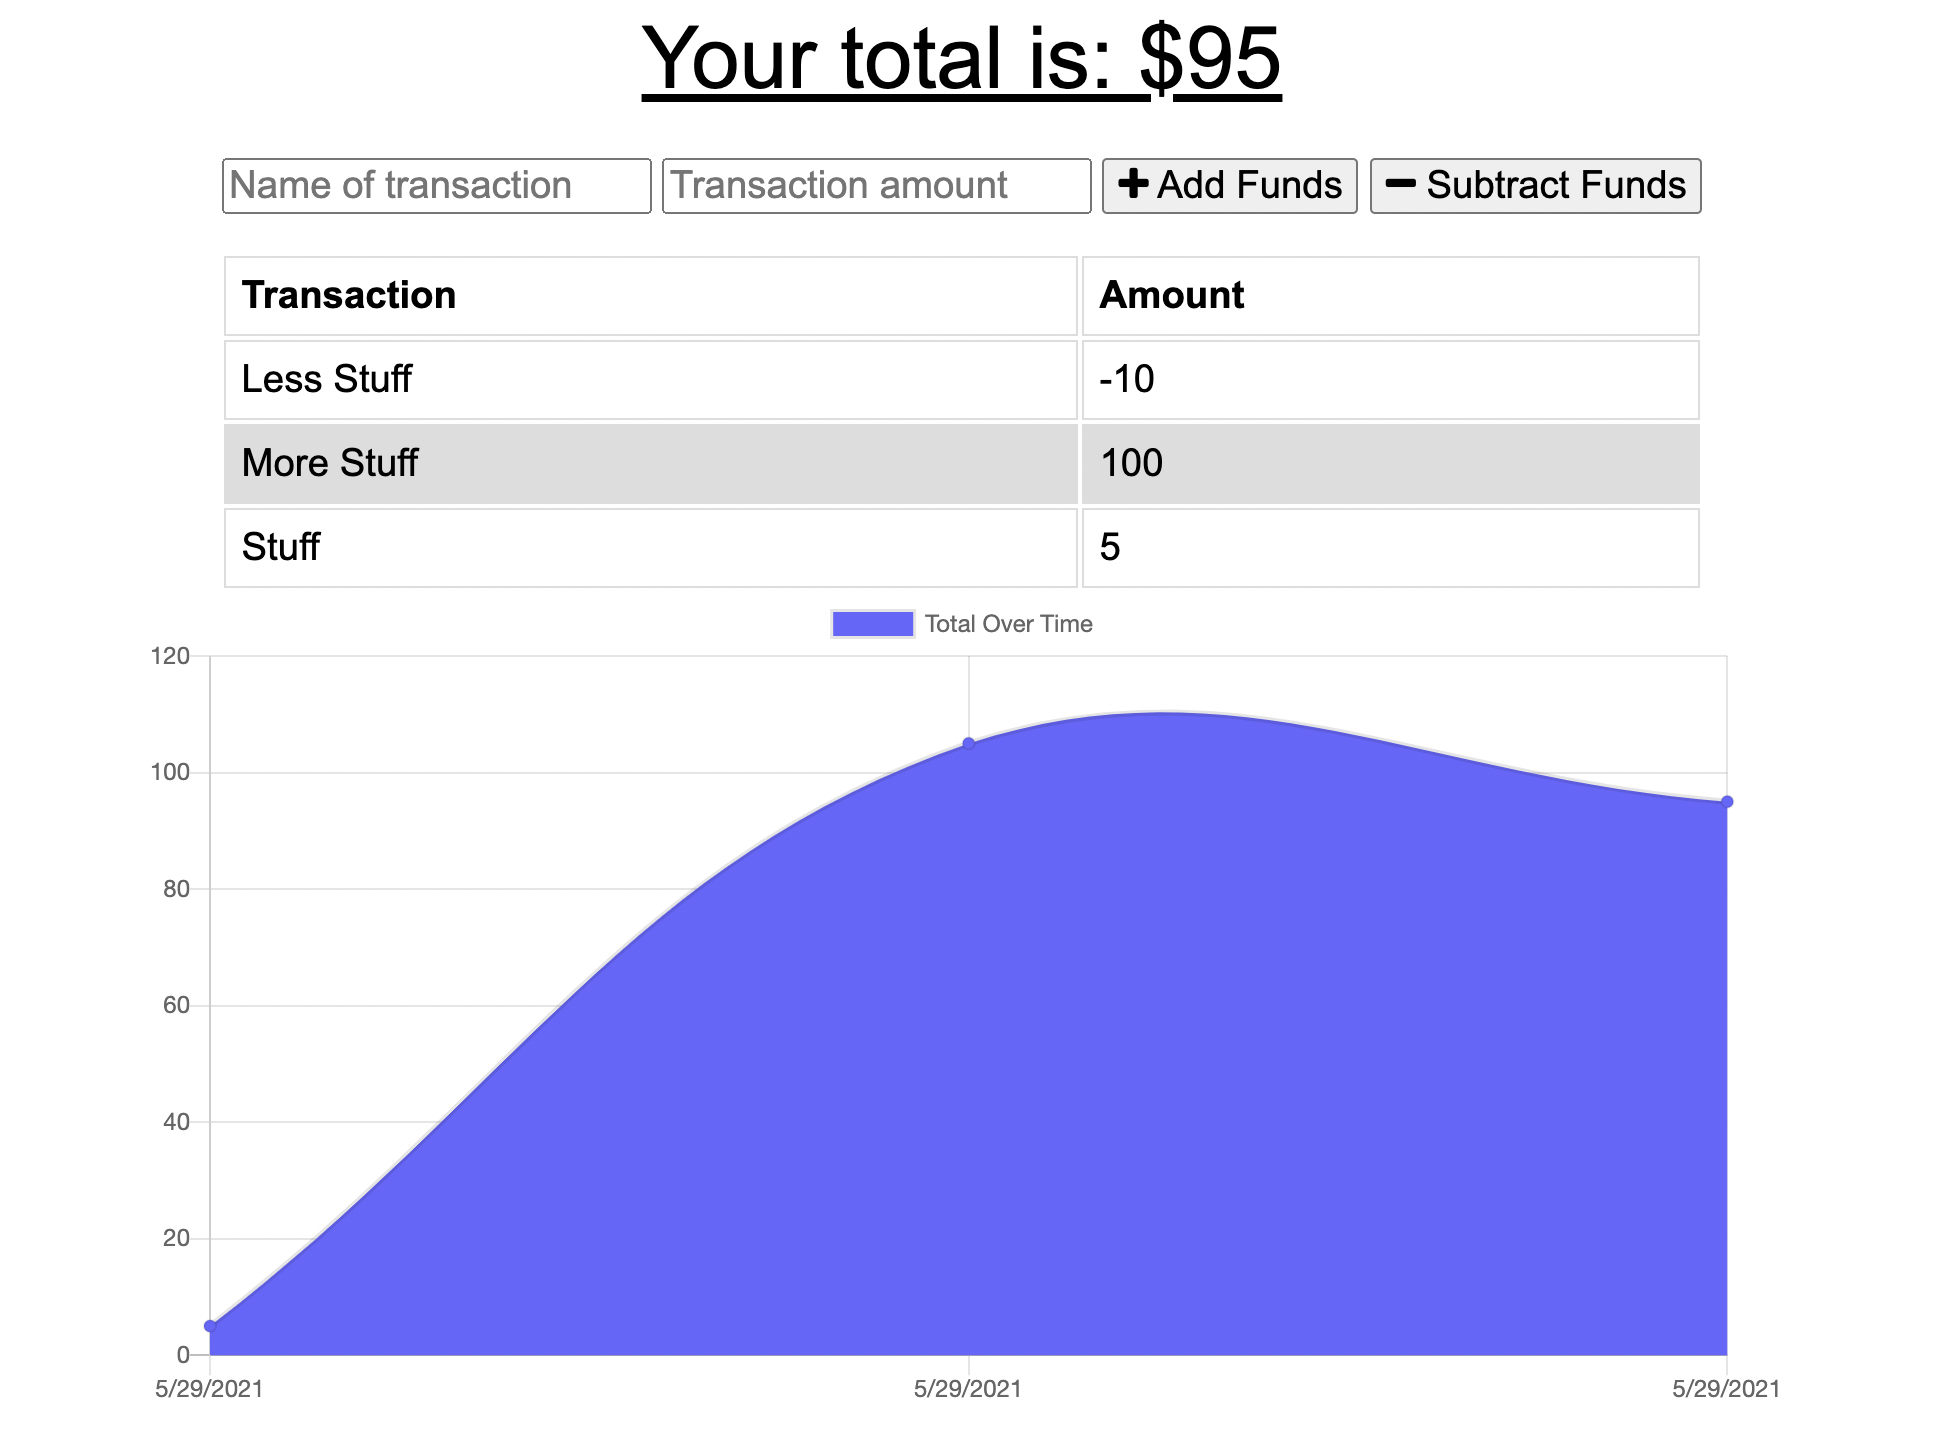 Your total is: $95
Name of transaction Transaction amount Add Funds Subtract Funds
Transaction Amount
Less Stuff -10
More Stuff 100
Stuff 5
Total Over Time
120
100
80
60
40
20
0
5/29/2021 5/29/2021 5/29/2021